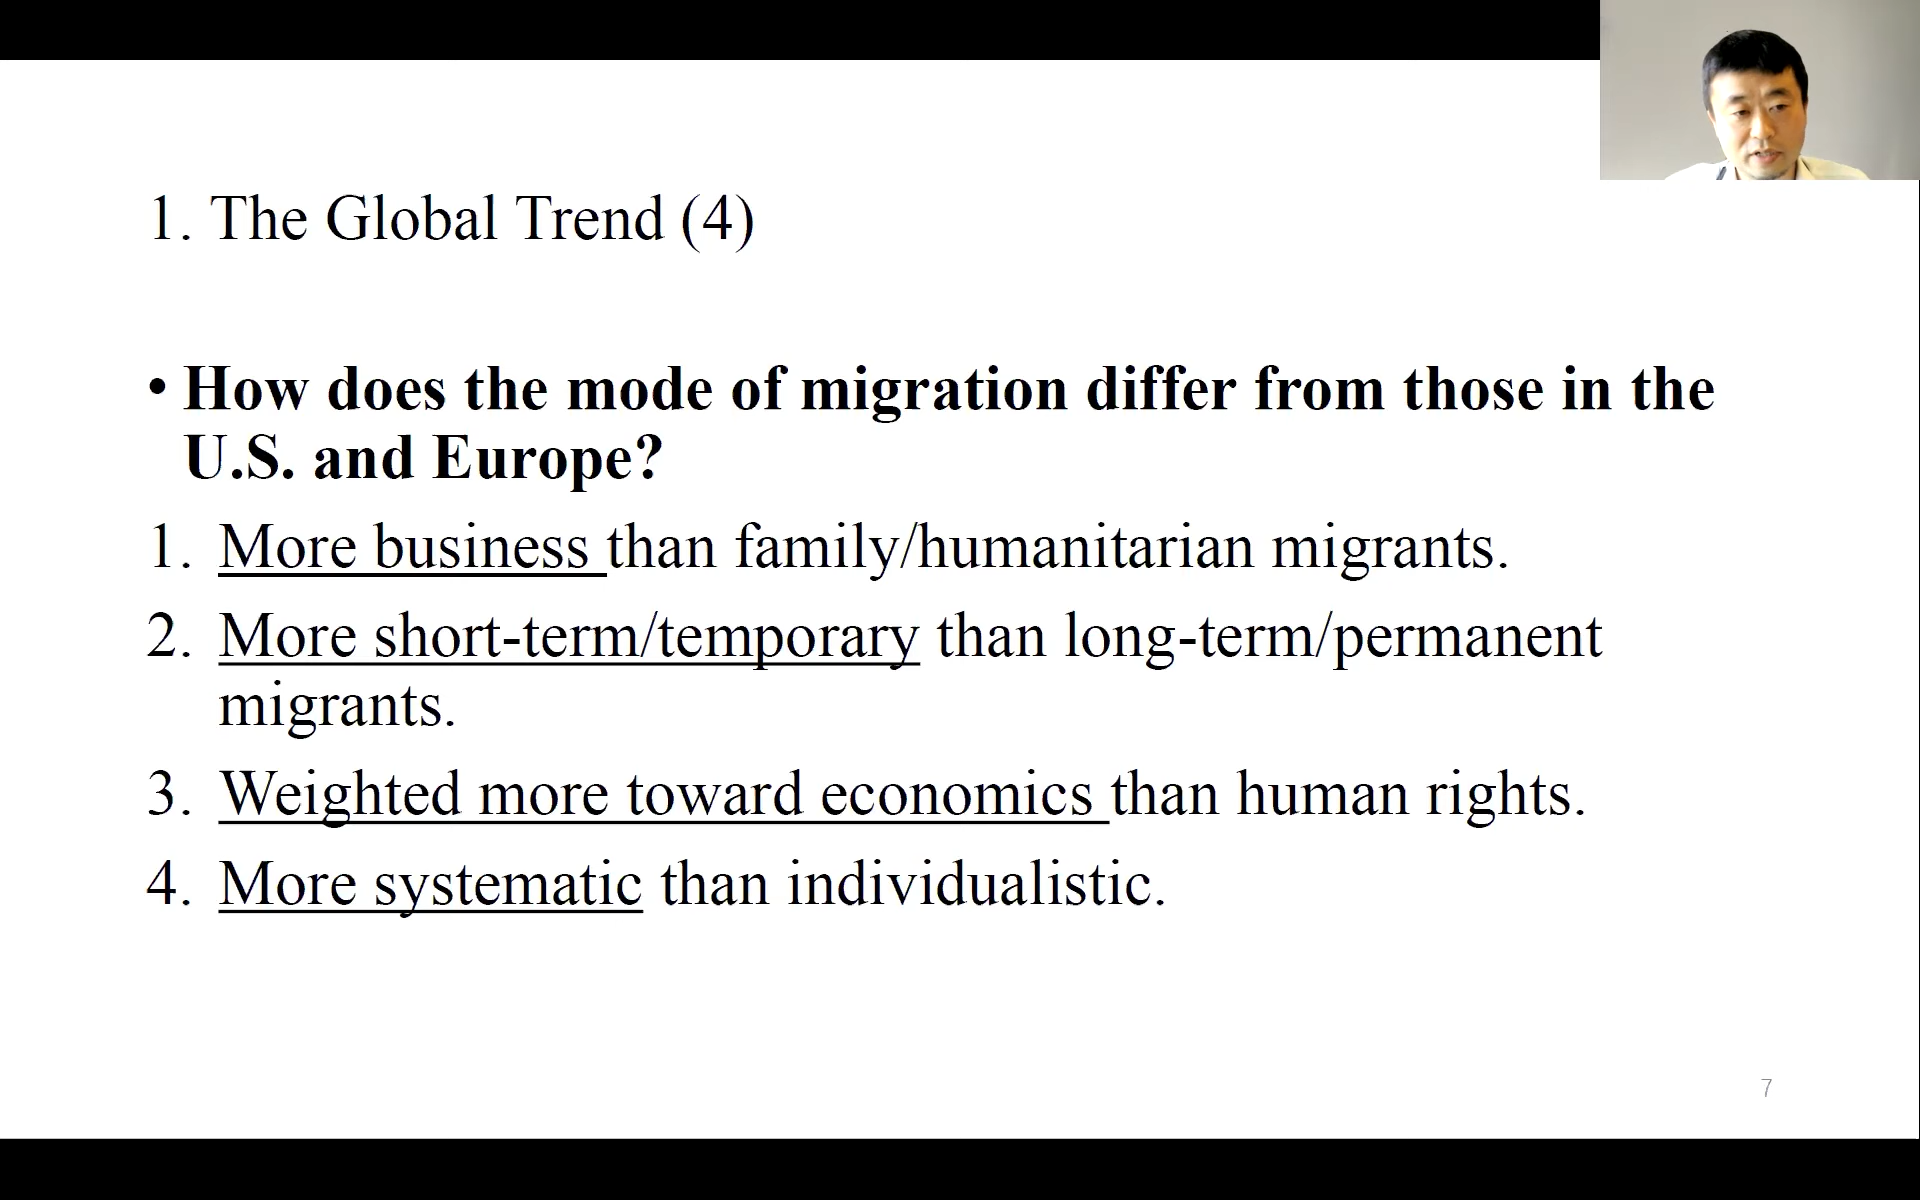 1. The Global Trend (4)
• How does the mode of migration differ from those in the
U.S. and Europe?
1. More business than family/humanitarian migrants.
2. More short-term/temporary than long-term/permanent
migrants.
3. Weighted more toward economics than human rights.
4. More systematic than individualistic.
7